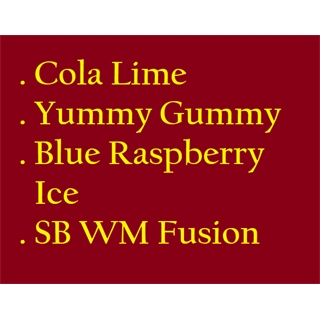 . Cola Lime
. Yummy Gummy
. Blue Raspberry
Ice
. SB WM Fusion